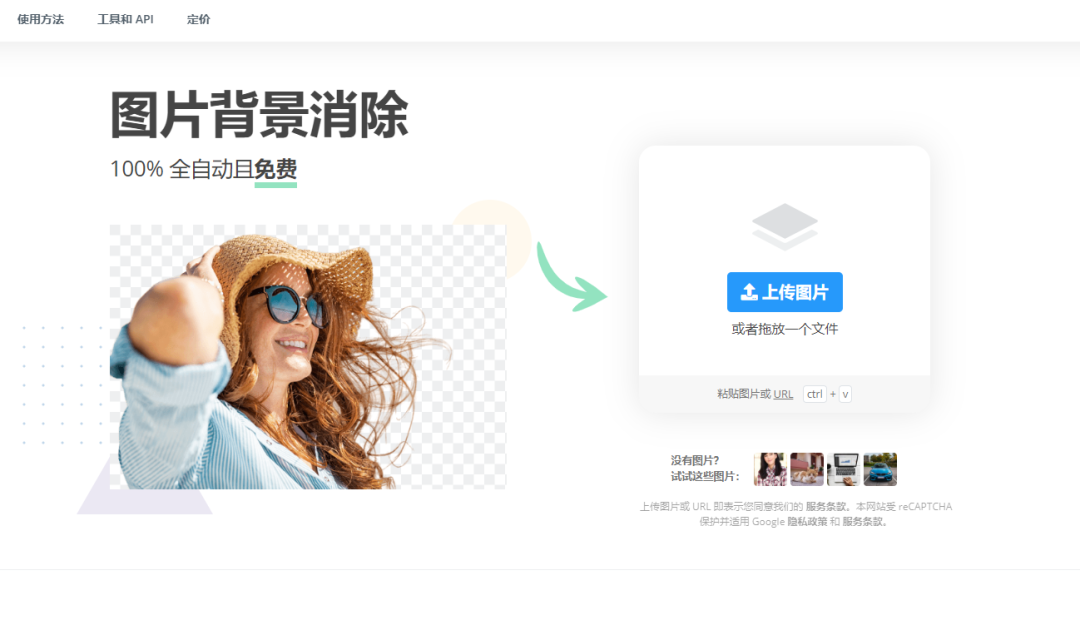 使用方法 工具和 API 定价
图片背景消除
100% 全自动且免费
上传图片
或者拖放一个文件
粘贴图片或 URL ctrl + v
没有图片?
试试这些图片:
上传图片或 URL 即表示您同意我们的 服务条款。本网站受 reCAPTCHA
保护并适用 Google 隐私政策 和 服务条款。